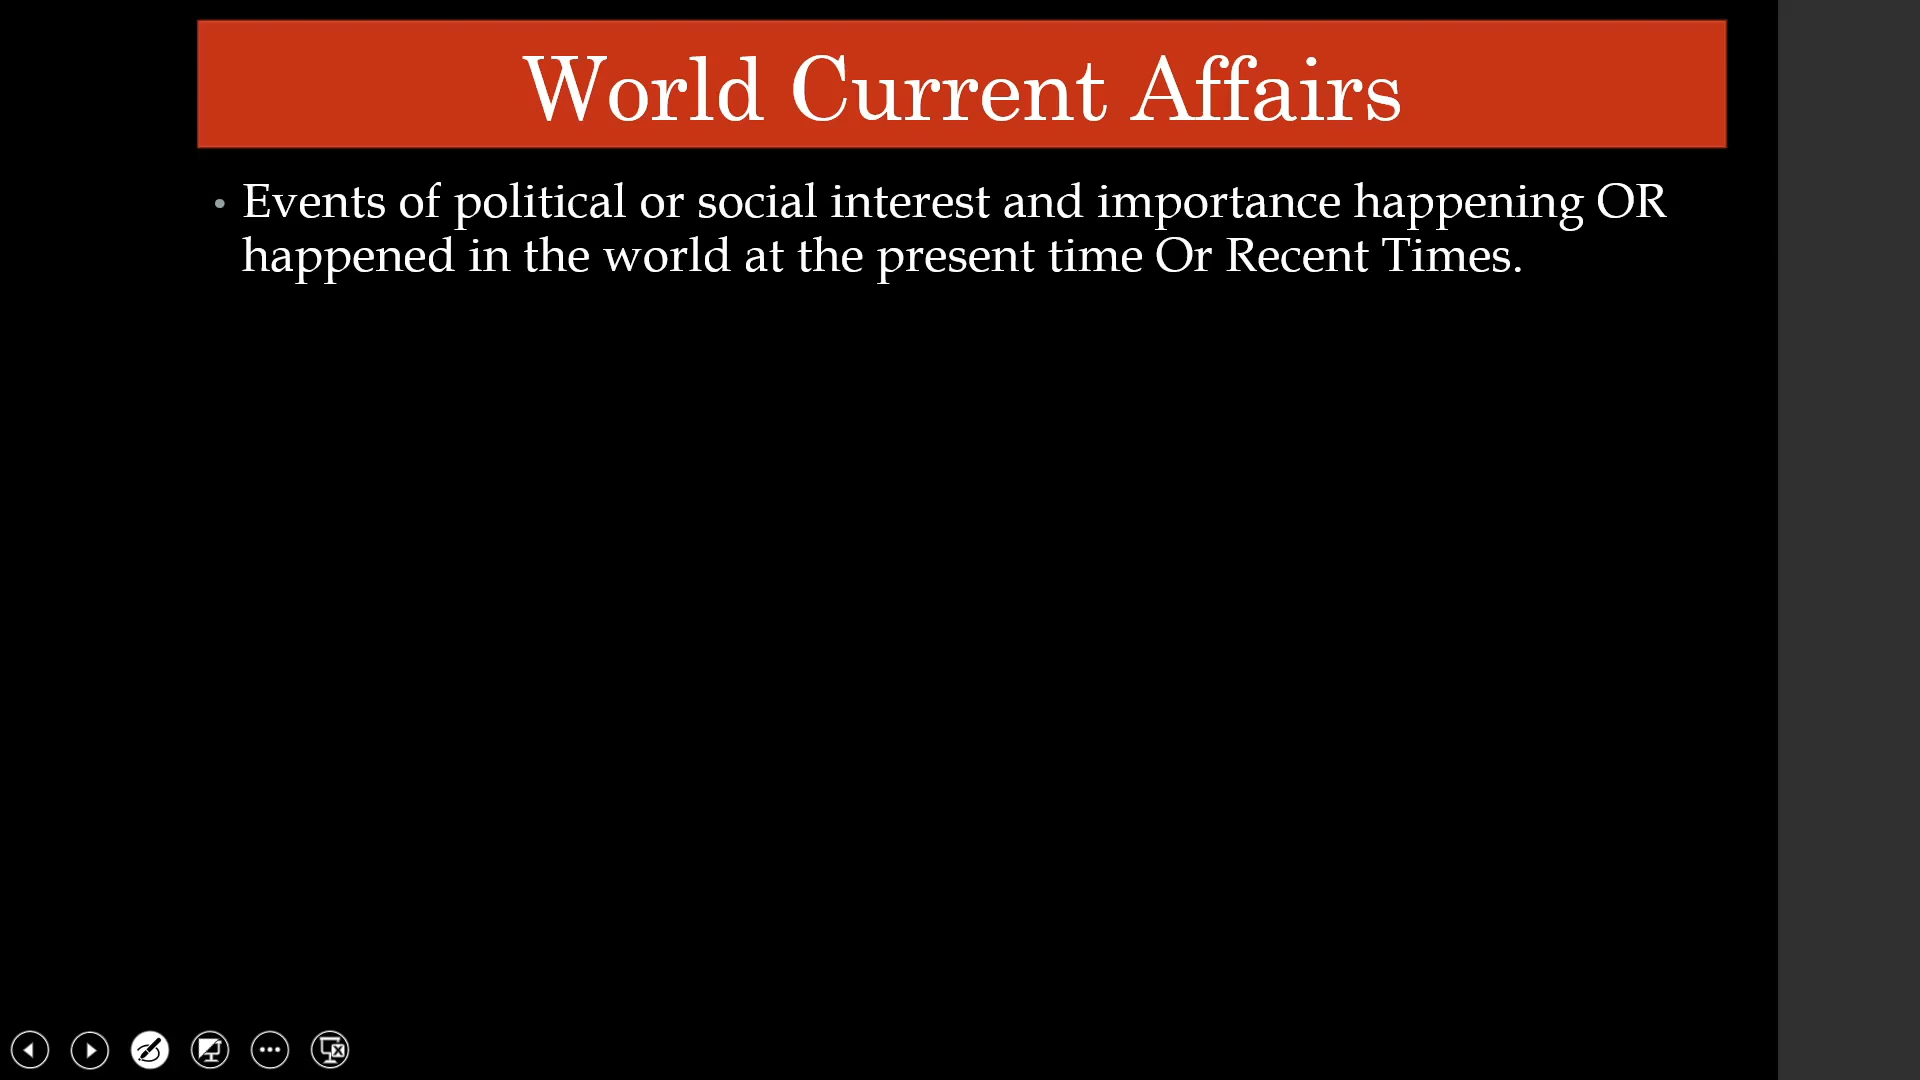 World Current Affairs
• Events of political or social interest and importance happening OR
happened in the world at the present time Or Recent Times.